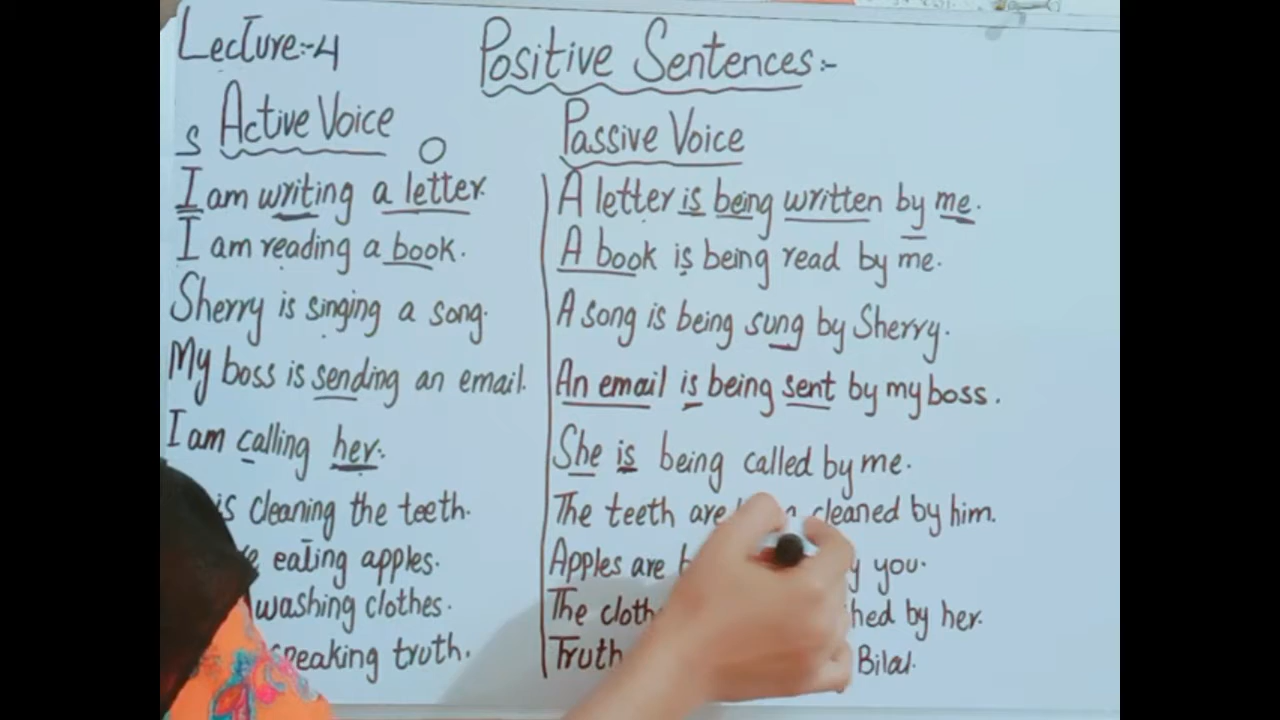 Lecture:-4
Positive Sentences:-
Active Voice
S
O
I am writing a letter.
I am reading a book.
Sherry is singing a song.
My boss is sending an email.
I am calling her.
is cleaning the teeth.
eating apples.
washing clothes.
speaking truth.
Passive Voice
A letter is being written by me.
A book is being read by me.
A song is being sung by Sherry.
An email is being sent by my boss.
She is being called by me.
The teeth are cleaned by him.
Apples are you.
The by her.
Truth Bilal.